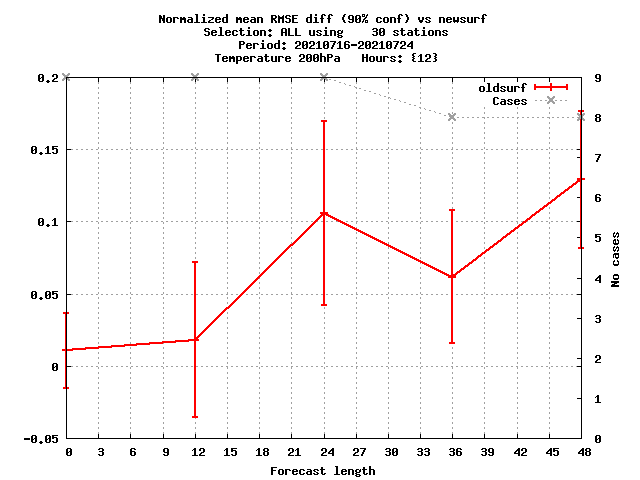 Normalized mean RMSE diff (90% conf) vs newsurf
Selection: ALL using    30 stations
Period: 20210716-20210724
Temperature 200hPa   Hours: {12}
oldsurf
Cases
0.2
0.15
0.1
0.05
0
-0.05
9
8
7
6
5
4
3
2
1
0
No cases
0 3 6 9 12 15 18 21 24 27 30 33 36 39 42 45 48
Forecast length